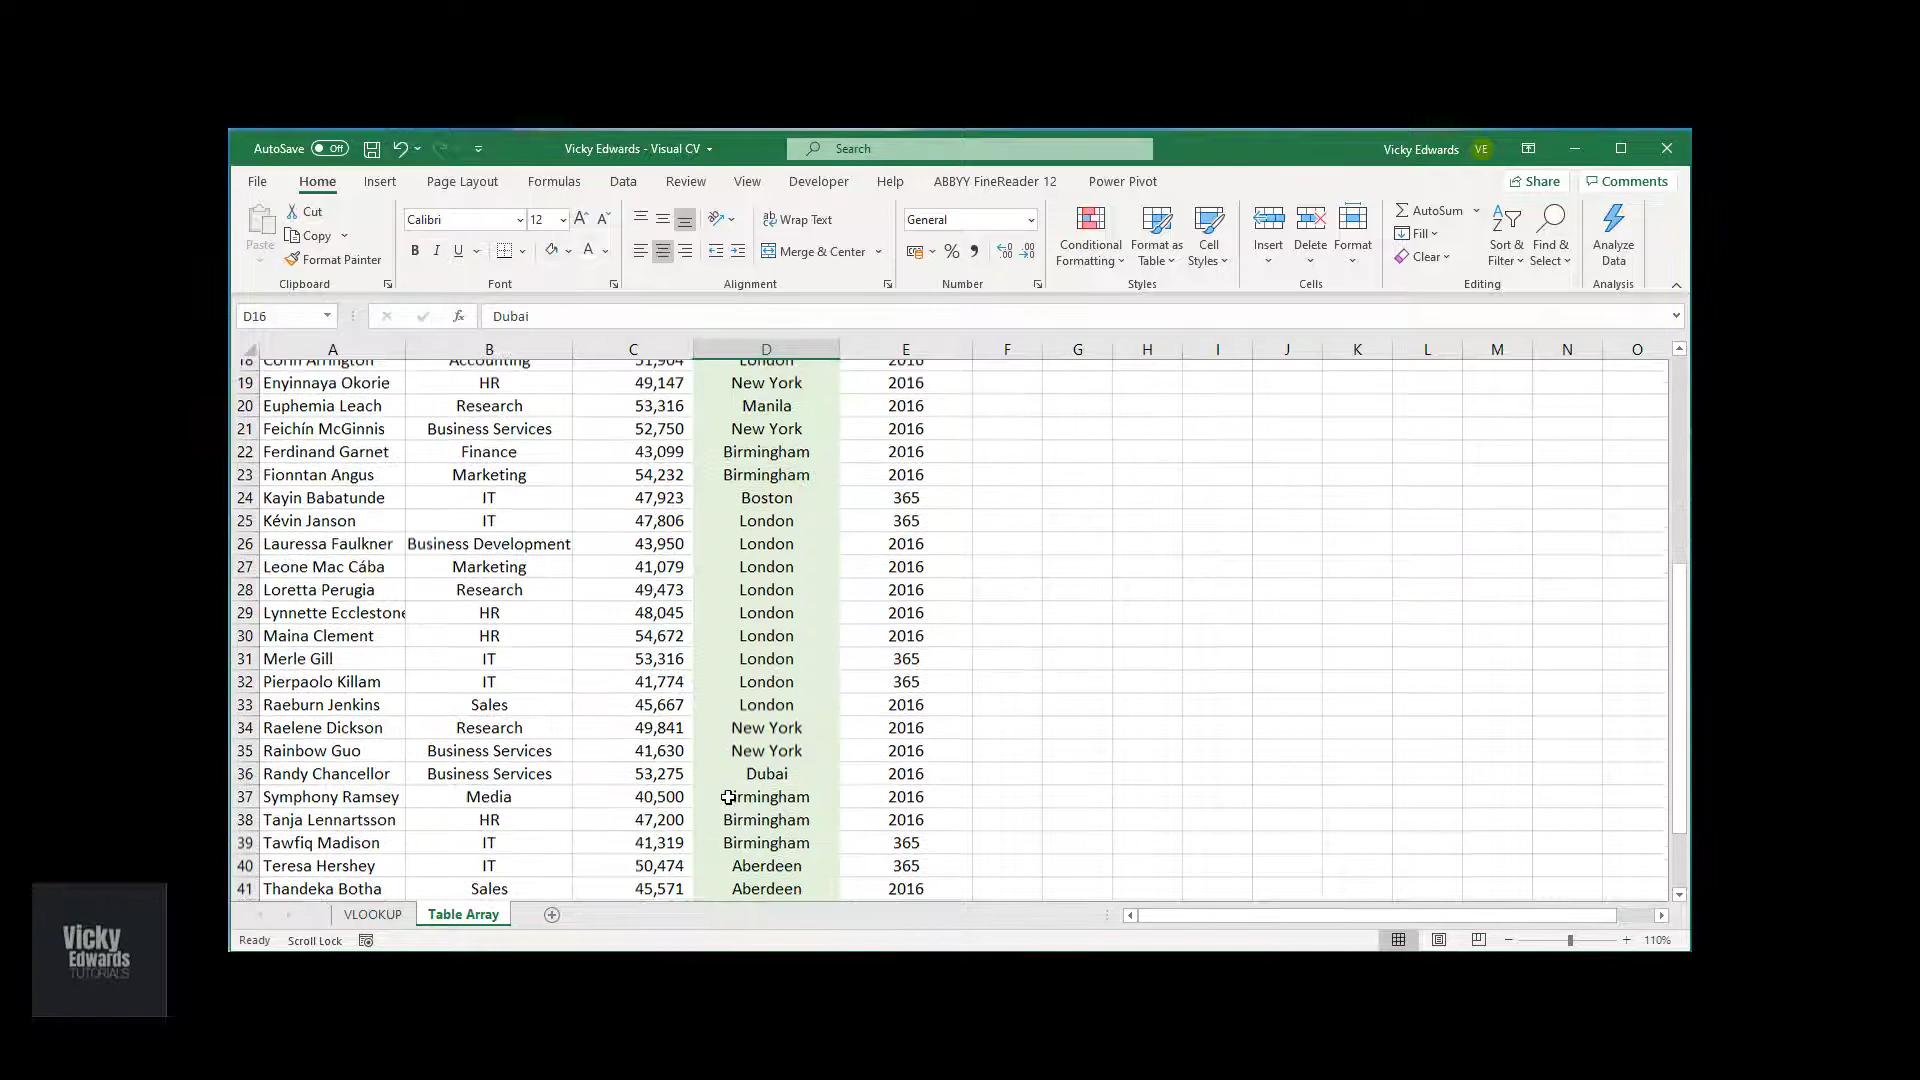 AutoSave Off Vicky Edwards - Visual CV Search Vicky Edwards VE
File Home Insert Page Layout Formulas Data Review View Developer Help ABBYY FineReader 12 Power Pivot Share Comments
Paste Cut Copy Format Painter Clipboard
Calibri 12 B I U A Font
Wrap Text Merge & Center Alignment
General % Number
Conditional Formatting Format as Table Cell Styles Styles
Insert Delete Format Cells
AutoSum Fill Clear Sort & Filter Find & Select Editing
Analyze Data Analysis
D16 fx Dubai
A B C D E F G H I J K L M N O
18 Corin Arrington Accounting 51,904 London 2016
19 Enyinnaya Okorie HR 49,147 New York 2016
20 Euphemia Leach Research 53,316 Manila 2016
21 Feichín McGinnis Business Services 52,750 New York 2016
22 Ferdinand Garnet Finance 43,099 Birmingham 2016
23 Fionntan Angus Marketing 54,232 Birmingham 2016
24 Kayin Babatunde IT 47,923 Boston 365
25 Kévin Janson IT 47,806 London 365
26 Lauressa Faulkner Business Development 43,950 London 2016
27 Leone Mac Cába Marketing 41,079 London 2016
28 Loretta Perugia Research 49,473 London 2016
29 Lynnette Ecclestone HR 48,045 London 2016
30 Maina Clement HR 54,672 London 2016
31 Merle Gill IT 53,316 London 365
32 Pierpaolo Killam IT 41,774 London 365
33 Raeburn Jenkins Sales 45,667 London 2016
34 Raelene Dickson Research 49,841 New York 2016
35 Rainbow Guo Business Services 41,630 New York 2016
36 Randy Chancellor Business Services 53,275 Dubai 2016
37 Symphony Ramsey Media 40,500 Birmingham 2016
38 Tanja Lennartsson HR 47,200 Birmingham 2016
39 Tawfiq Madison IT 41,319 Birmingham 365
40 Teresa Hershey IT 50,474 Aberdeen 365
41 Thandeka Botha Sales 45,571 Aberdeen 2016
VLOOKUP Table Array
Ready Scroll Lock 110%
Vicky
Edwards
TUTORIALS